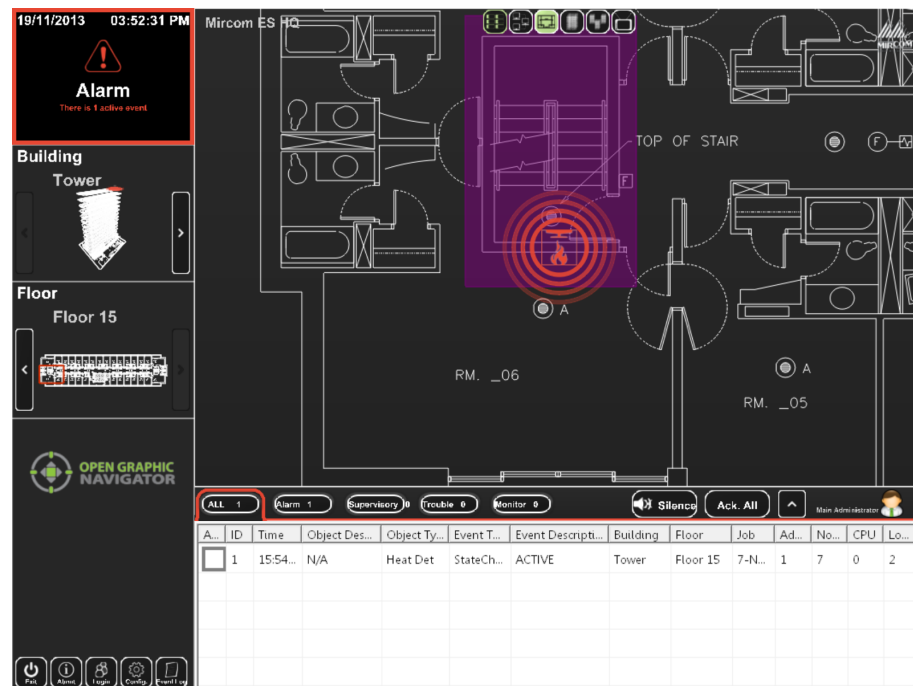 19/11/2013 03:52:31 PM
Alarm
There is 1 active event
Building
Tower
Floor
Floor 15
OPEN GRAPHIC
NAVIGATOR
Exit
About
Login
Config.
Event Log
Mircom ES HQ
MIRCOM
TOP OF STAIR
F
F
A
RM. _06
A
RM. _05
ALL 1
Alarm 1
Supervisory 0
Trouble 0
Monitor 0
Silence
Ack. All
Main Administrator
A... ID Time Object Des... Object Ty... Event T... Event Descripti... Building Floor Job Ad... No... CPU Lo...
1 15:54... N/A Heat Det StateCh... ACTIVE Tower Floor 15 7-N... 1 7 0 2